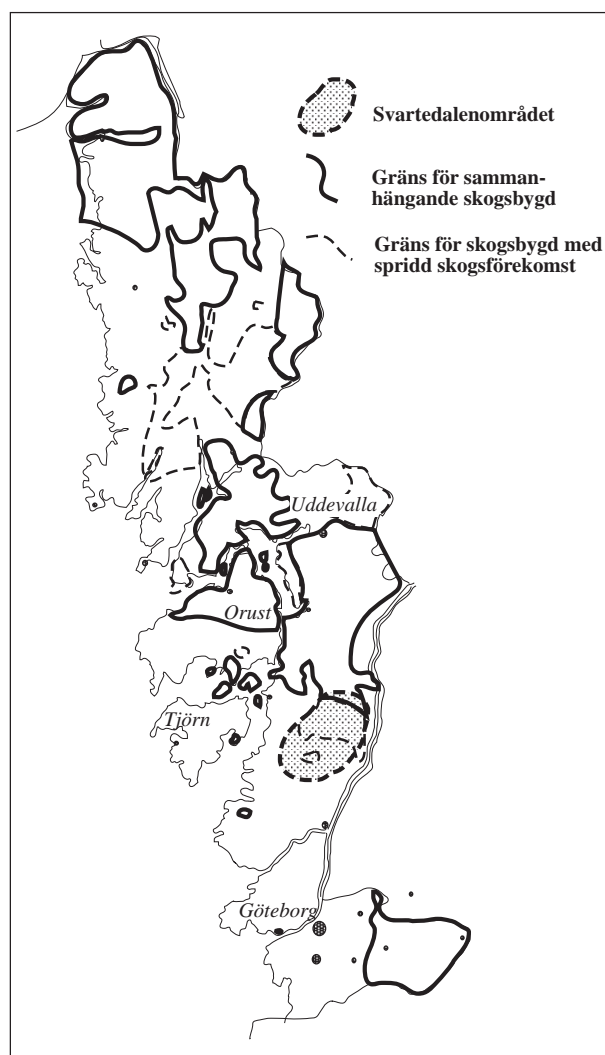 Svartedalenområdet
Gräns för samman-
hängande skogsbygd
Gräns för skogsbygd med
spridd skogsförekomst
Uddevalla
Orust
Tjörn
Göteborg